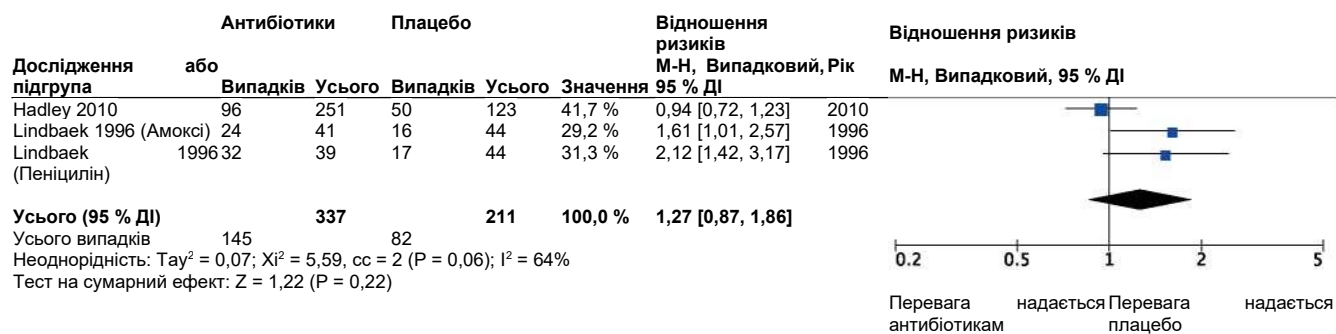 Антибіотики Плацебо Відношення ризиків Відношення ризиків
Дослідження або підгрупа Випадків Усього Випадків Усього Значення М-Н, Випадковий, 95 % ДІ Рік М-Н, Випадковий, 95 % ДІ
Hadley 2010 96 251 50 123 41,7 % 0,94 [0,72, 1,23] 2010
Lindbaek 1996 (Амоксі) 24 41 16 44 29,2 % 1,61 [1,01, 2,57] 1996
Lindbaek 1996 (Пеніцилін) 32 39 17 44 31,3 % 2,12 [1,42, 3,17] 1996
Усього (95 % ДІ) 337 211 100,0 % 1,27 [0,87, 1,86]
Усього випадків 145 82
Неоднорідність: Tay² = 0,07; Xi² = 5,59, cc = 2 (P = 0,06); I² = 64%
Тест на сумарний ефект: Z = 1,22 (P = 0,22)
0.2 0.5 1 2 5
Перевага надається антибіотикам Перевага надається плацебо